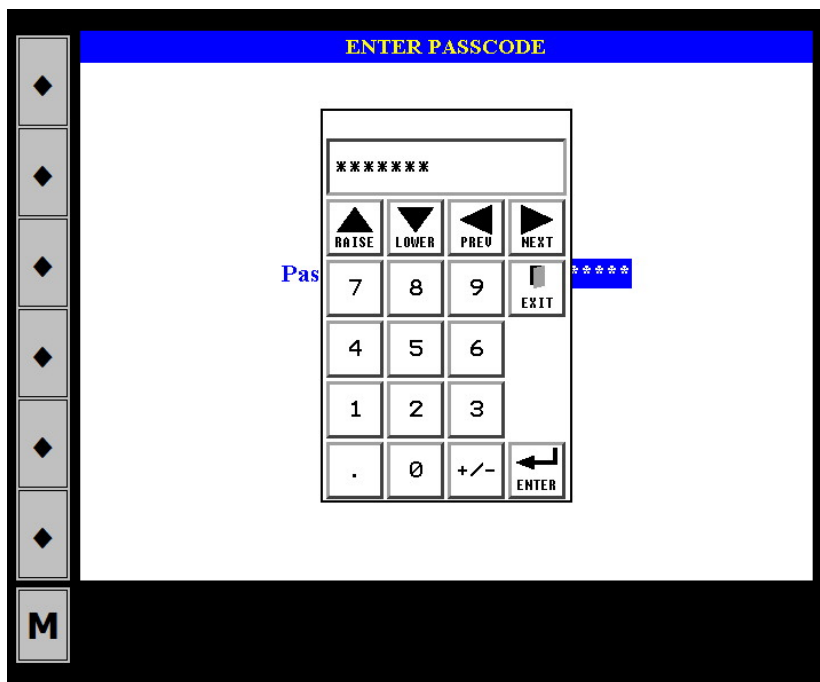 ENTER PASSCODE
*******
RAISE LOWER PREV NEXT
Pas *****
7 8 9 EXIT
4 5 6
1 2 3
. 0 +/- ENTER
M